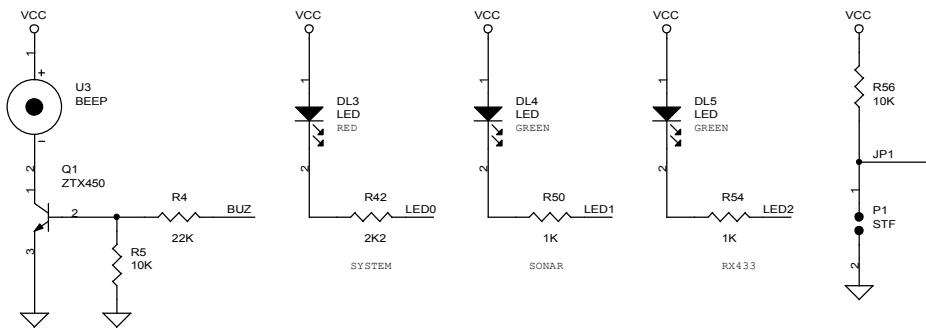 VCC
1
+
U3
BEEP
-
2
1
Q1
ZTX450
2
3
R4
22K
BUZ
R5
10K
VCC
1
DL3
LED
RED
2
R42
2K2
LED0
SYSTEM
VCC
1
DL4
LED
GREEN
2
R50
1K
LED1
SONAR
VCC
1
DL5
LED
GREEN
2
R54
1K
LED2
RX433
VCC
R56
10K
JP1
1
P1
STF
2